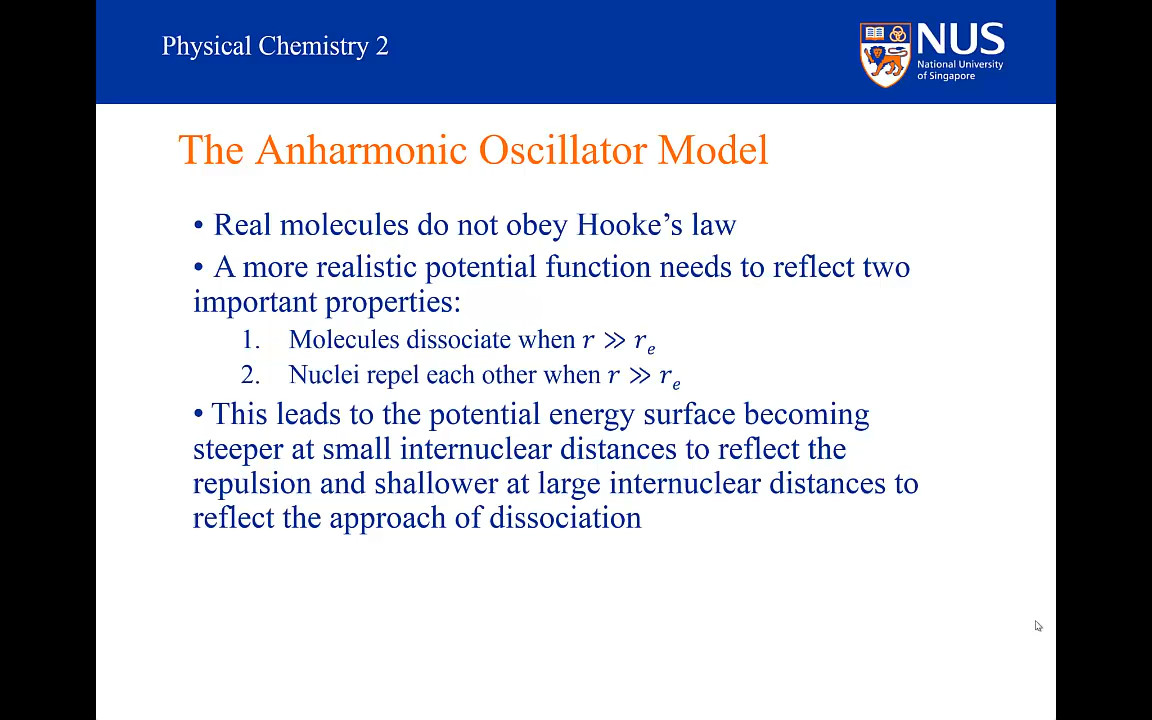 Physical Chemistry 2
NUS
National University
of Singapore
The Anharmonic Oscillator Model
• Real molecules do not obey Hooke’s law
• A more realistic potential function needs to reflect two
important properties:
1. Molecules dissociate when r ≫ rₑ
2. Nuclei repel each other when r ≫ rₑ
• This leads to the potential energy surface becoming
steeper at small internuclear distances to reflect the
repulsion and shallower at large internuclear distances to
reflect the approach of dissociation